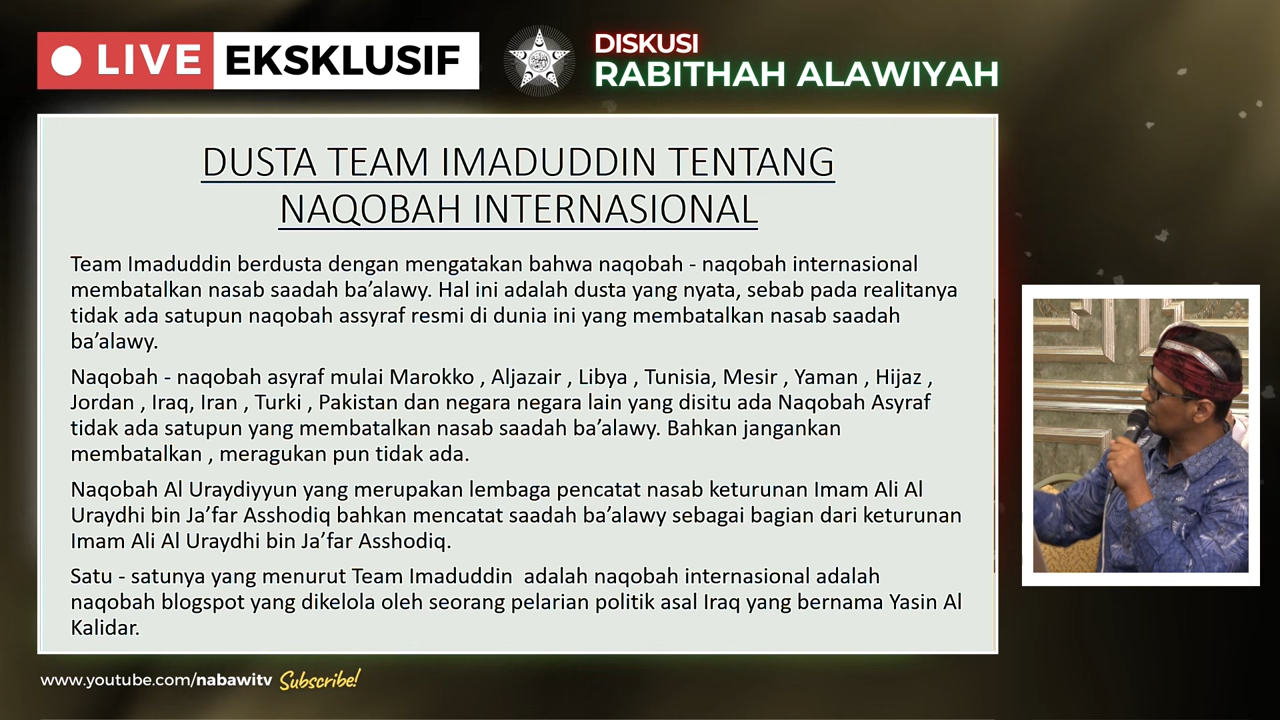 LIVE EKSKLUSIF
DISKUSI
RABITHAH ALAWIYAH
DUSTA TEAM IMADUDDIN TENTANG
NAQOBAH INTERNASIONAL
Team Imaduddin berdusta dengan mengatakan bahwa naqobah - naqobah internasional
membatalkan nasab saadah ba’alawy. Hal ini adalah dusta yang nyata, sebab pada realitanya
tidak ada satupun naqobah assyraf resmi di dunia ini yang membatalkan nasab saadah
ba’alawy.
Naqobah - naqobah asyraf mulai Marokko , Aljazair , Libya , Tunisia, Mesir , Yaman , Hijaz ,
Jordan , Iraq, Iran , Turki , Pakistan dan negara negara lain yang disitu ada Naqobah Asyraf
tidak ada satupun yang membatalkan nasab saadah ba’alawy. Bahkan jangankan
membatalkan , meragukan pun tidak ada.
Naqobah Al Uraydiyyun yang merupakan lembaga pencatat nasab keturunan Imam Ali Al
Uraydhi bin Ja’far Asshodiq bahkan mencatat saadah ba’alawy sebagai bagian dari keturunan
Imam Ali Al Uraydhi bin Ja’far Asshodiq.
Satu - satunya yang menurut Team Imaduddin  adalah naqobah internasional adalah
naqobah blogspot yang dikelola oleh seorang pelarian politik asal Iraq yang bernama Yasin Al
Kalidar.
www.youtube.com/nabawitv Subscribe!